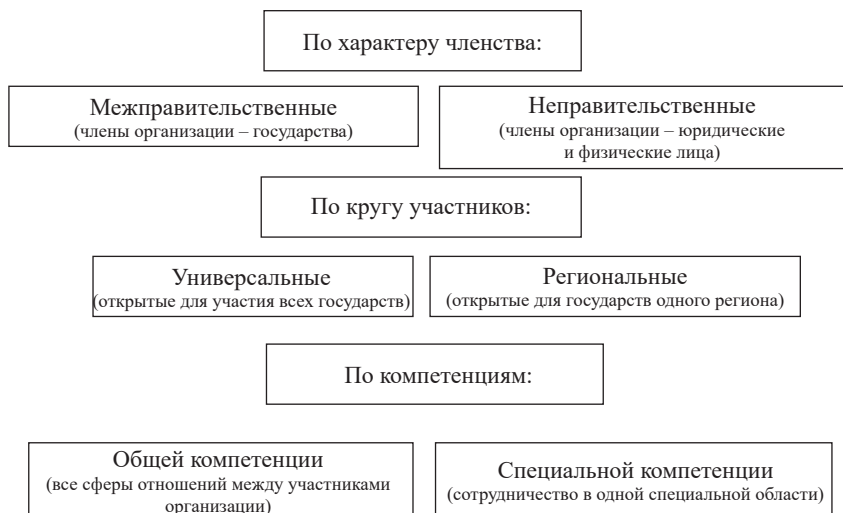 По характеру членства:
Межправительственные
(члены организации – государства)
Неправительственные
(члены организации – юридические
и физические лица)
По кругу участников:
Универсальные
(открытые для участия всех государств)
Региональные
(открытые для государств одного региона)
По компетенциям:
Общей компетенции
(все сферы отношений между участниками
организации)
Специальной компетенции
(сотрудничество в одной специальной области)